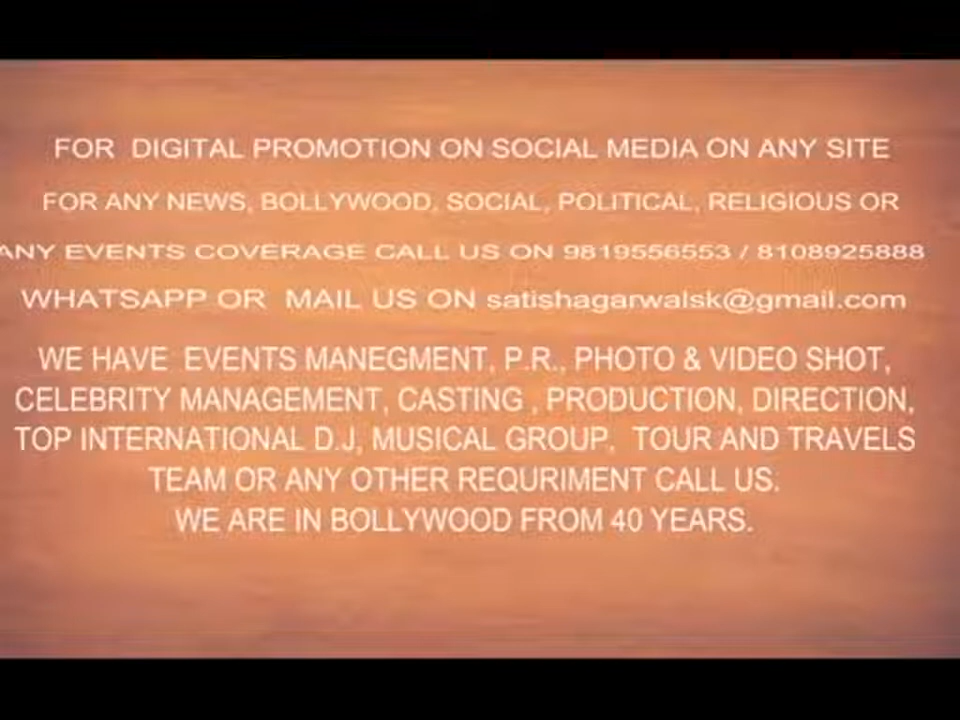 FOR DIGITAL PROMOTION ON SOCIAL MEDIA ON ANY SITE
FOR ANY NEWS, BOLLYWOOD, SOCIAL, POLITICAL, RELIGIOUS OR
ANY EVENTS COVERAGE CALL US ON 9819556553 / 8108925888
WHATSAPP OR MAIL US ON satishagarwalsk@gmail.com
WE HAVE EVENTS MANEGMENT, P.R., PHOTO & VIDEO SHOT,
CELEBRITY MANAGEMENT, CASTING , PRODUCTION, DIRECTION,
TOP INTERNATIONAL D.J, MUSICAL GROUP, TOUR AND TRAVELS
TEAM OR ANY OTHER REQURIMENT CALL US.
WE ARE IN BOLLYWOOD FROM 40 YEARS.